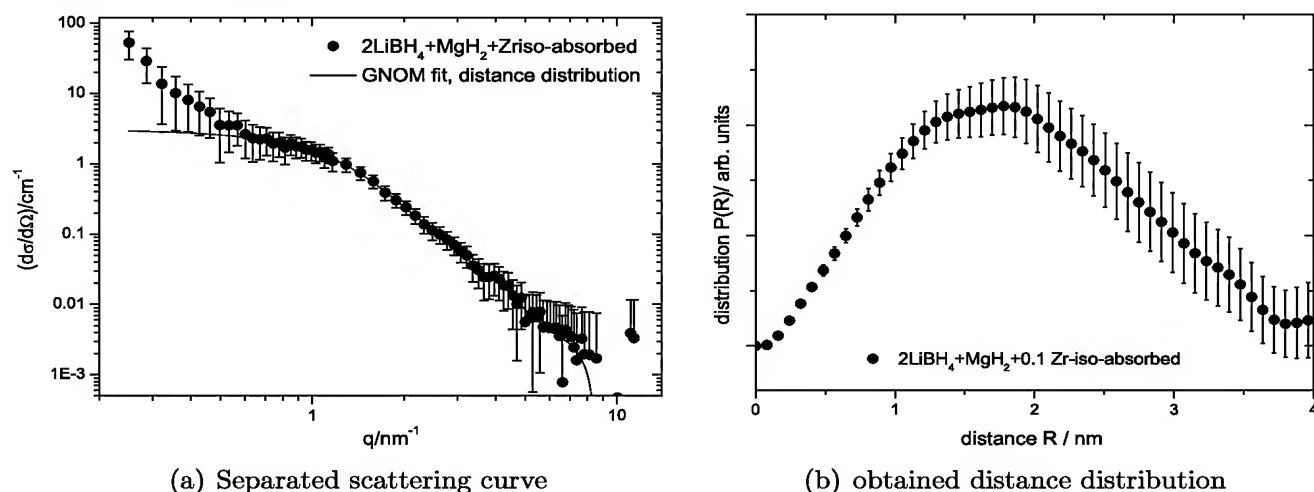 100
10
1
0.1
0.01
1E-3
(dσ/dΩ)/cm⁻¹
2LiBH₄+MgH₂+Zriso-absorbed
GNOM fit, distance distribution
1
10
q/nm⁻¹
(a) Separated scattering curve
distribution P(R)/ arb. units
2LiBH₄+MgH₂+0.1 Zr-iso-absorbed
0
1
2
3
4
distance R / nm
(b) obtained distance distribution